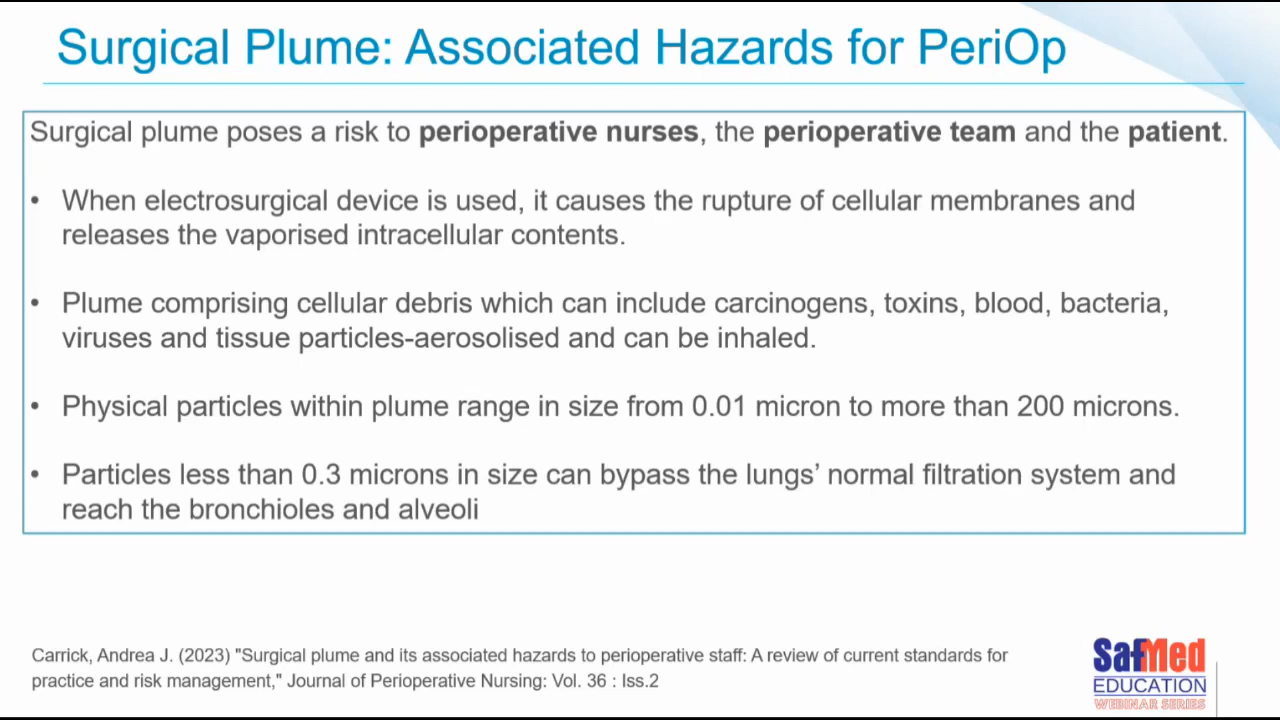 Surgical Plume: Associated Hazards for PeriOp
Surgical plume poses a risk to perioperative nurses, the perioperative team and the patient.
• When electrosurgical device is used, it causes the rupture of cellular membranes and
releases the vaporised intracellular contents.
• Plume comprising cellular debris which can include carcinogens, toxins, blood, bacteria,
viruses and tissue particles-aerosolised and can be inhaled.
• Physical particles within plume range in size from 0.01 micron to more than 200 microns.
• Particles less than 0.3 microns in size can bypass the lungs’ normal filtration system and
reach the bronchioles and alveoli
Carrick, Andrea J. (2023) "Surgical plume and its associated hazards to perioperative staff: A review of current standards for
practice and risk management," Journal of Perioperative Nursing: Vol. 36 : Iss.2
SafMed
EDUCATION
WEBINAR SERIES